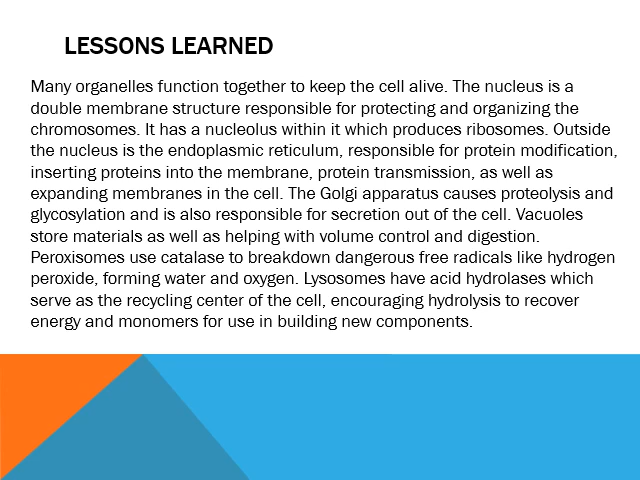 LESSONS LEARNED
Many organelles function together to keep the cell alive. The nucleus is a
double membrane structure responsible for protecting and organizing the
chromosomes. It has a nucleolus within it which produces ribosomes. Outside
the nucleus is the endoplasmic reticulum, responsible for protein modification,
inserting proteins into the membrane, protein transmission, as well as
expanding membranes in the cell. The Golgi apparatus causes proteolysis and
glycosylation and is also responsible for secretion out of the cell. Vacuoles
store materials as well as helping with volume control and digestion.
Peroxisomes use catalase to breakdown dangerous free radicals like hydrogen
peroxide, forming water and oxygen. Lysosomes have acid hydrolases which
serve as the recycling center of the cell, encouraging hydrolysis to recover
energy and monomers for use in building new components.